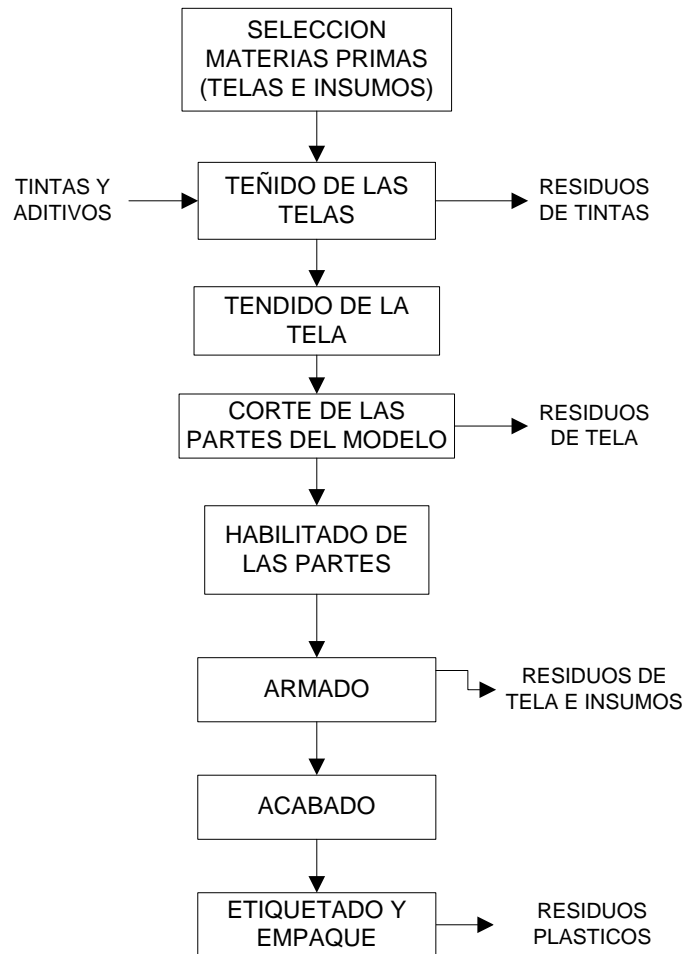 SELECCION
MATERIAS PRIMAS
(TELAS E INSUMOS)
TINTAS Y
ADITIVOS
TEÑIDO DE LAS
TELAS
RESIDUOS
DE TINTAS
TENDIDO DE LA
TELA
CORTE DE LAS
PARTES DEL MODELO
RESIDUOS
DE TELA
HABILITADO DE
LAS PARTES
ARMADO
RESIDUOS DE
TELA E INSUMOS
ACABADO
ETIQUETADO Y
EMPAQUE
RESIDUOS
PLASTICOS